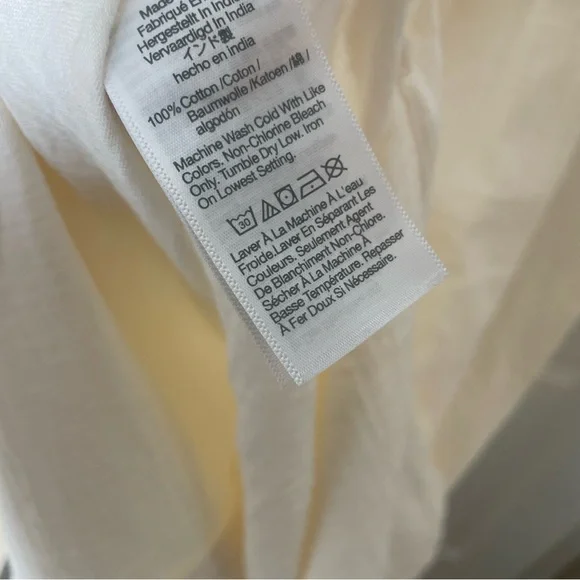 Made
Fabriqué En
Hergestellt In Indi
Vervaardigd In India
インド製
hecho en india
100% Cotton /Coton /
Baumwolle /Katoen /綿 /
algodón
Machine Wash Cold With Like
Colors. Non-Chlorine Bleach
Only. Tumble Dry Low. Iron
On Lowest Setting.
30
Laver À La Machine À L'eau
Froide.Laver En Séparant Les
Couleurs. Seulement Agent
De Blanchiment Non-Chlore.
Sécher À La Machine À
Basse Température. Repasser
À Fer Doux Si Nécessaire.